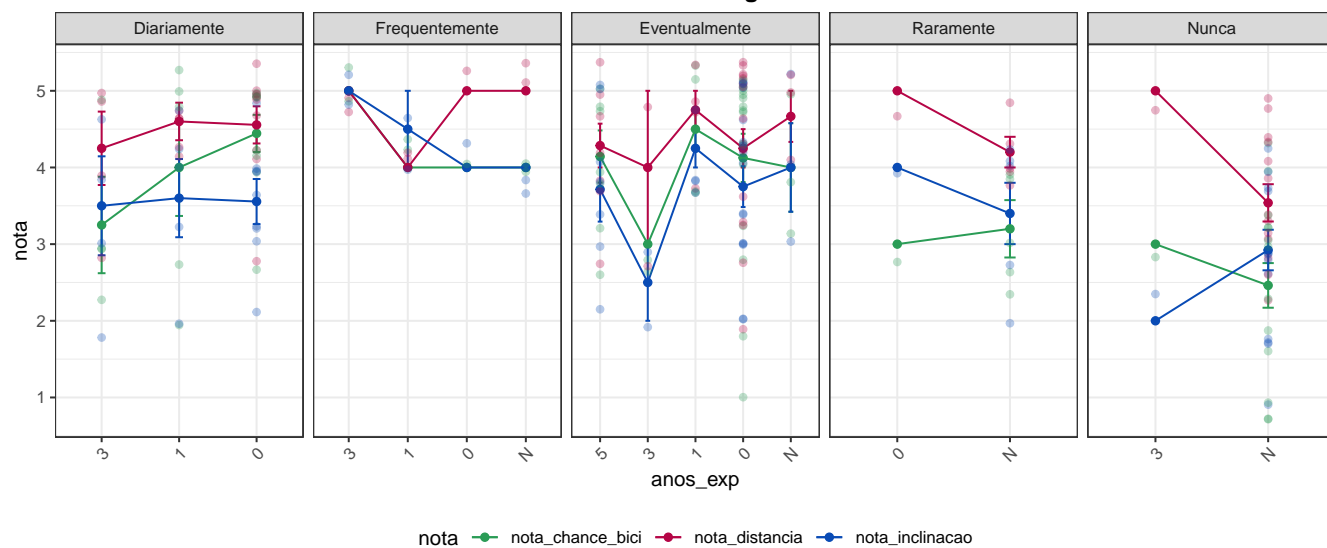 g
Diariamente Frequentemente Eventualmente Raramente Nunca
5
4
3
2
1
nota
3 1 0 3 1 0 N 5 3 1 0 N 0 N 3 N
anos_exp
nota nota_chance_bici nota_distancia nota_inclinacao